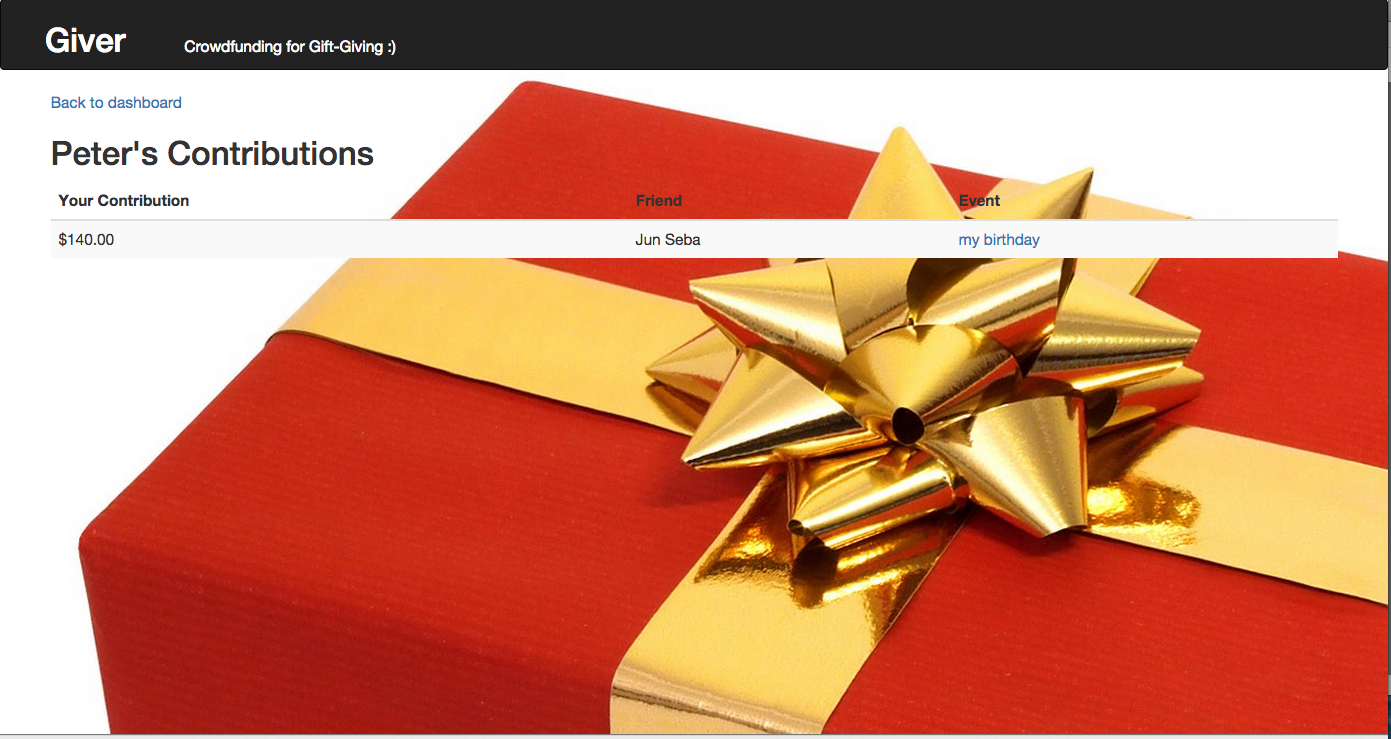 Giver Crowdfunding for Gift-Giving :)
Back to dashboard
Peter's Contributions
Your Contribution Friend Event
$140.00 Jun Seba my birthday